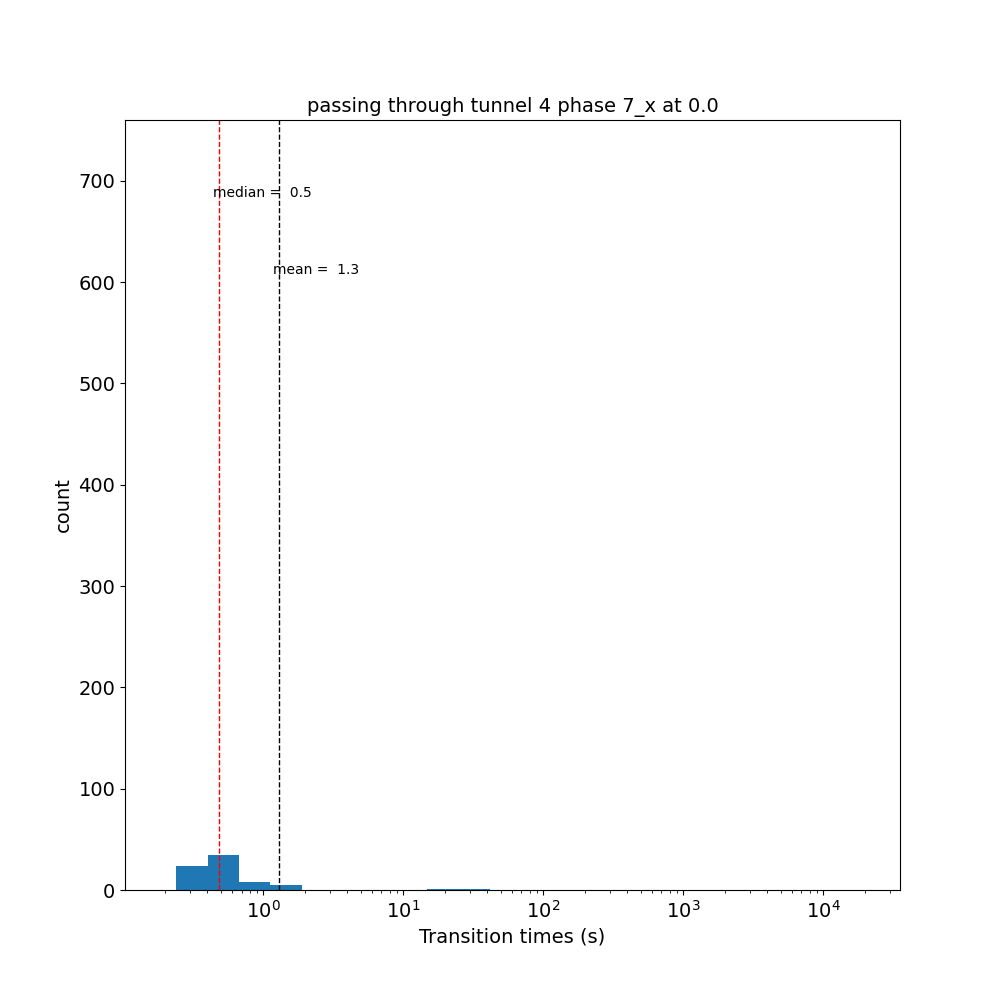 passing through tunnel 4 phase 7_x at 0.0
700
median =  0.5
mean =  1.3
600
500
400
count
300
200
100
0
10⁰ 10¹ 10² 10³ 10⁴
Transition times (s)